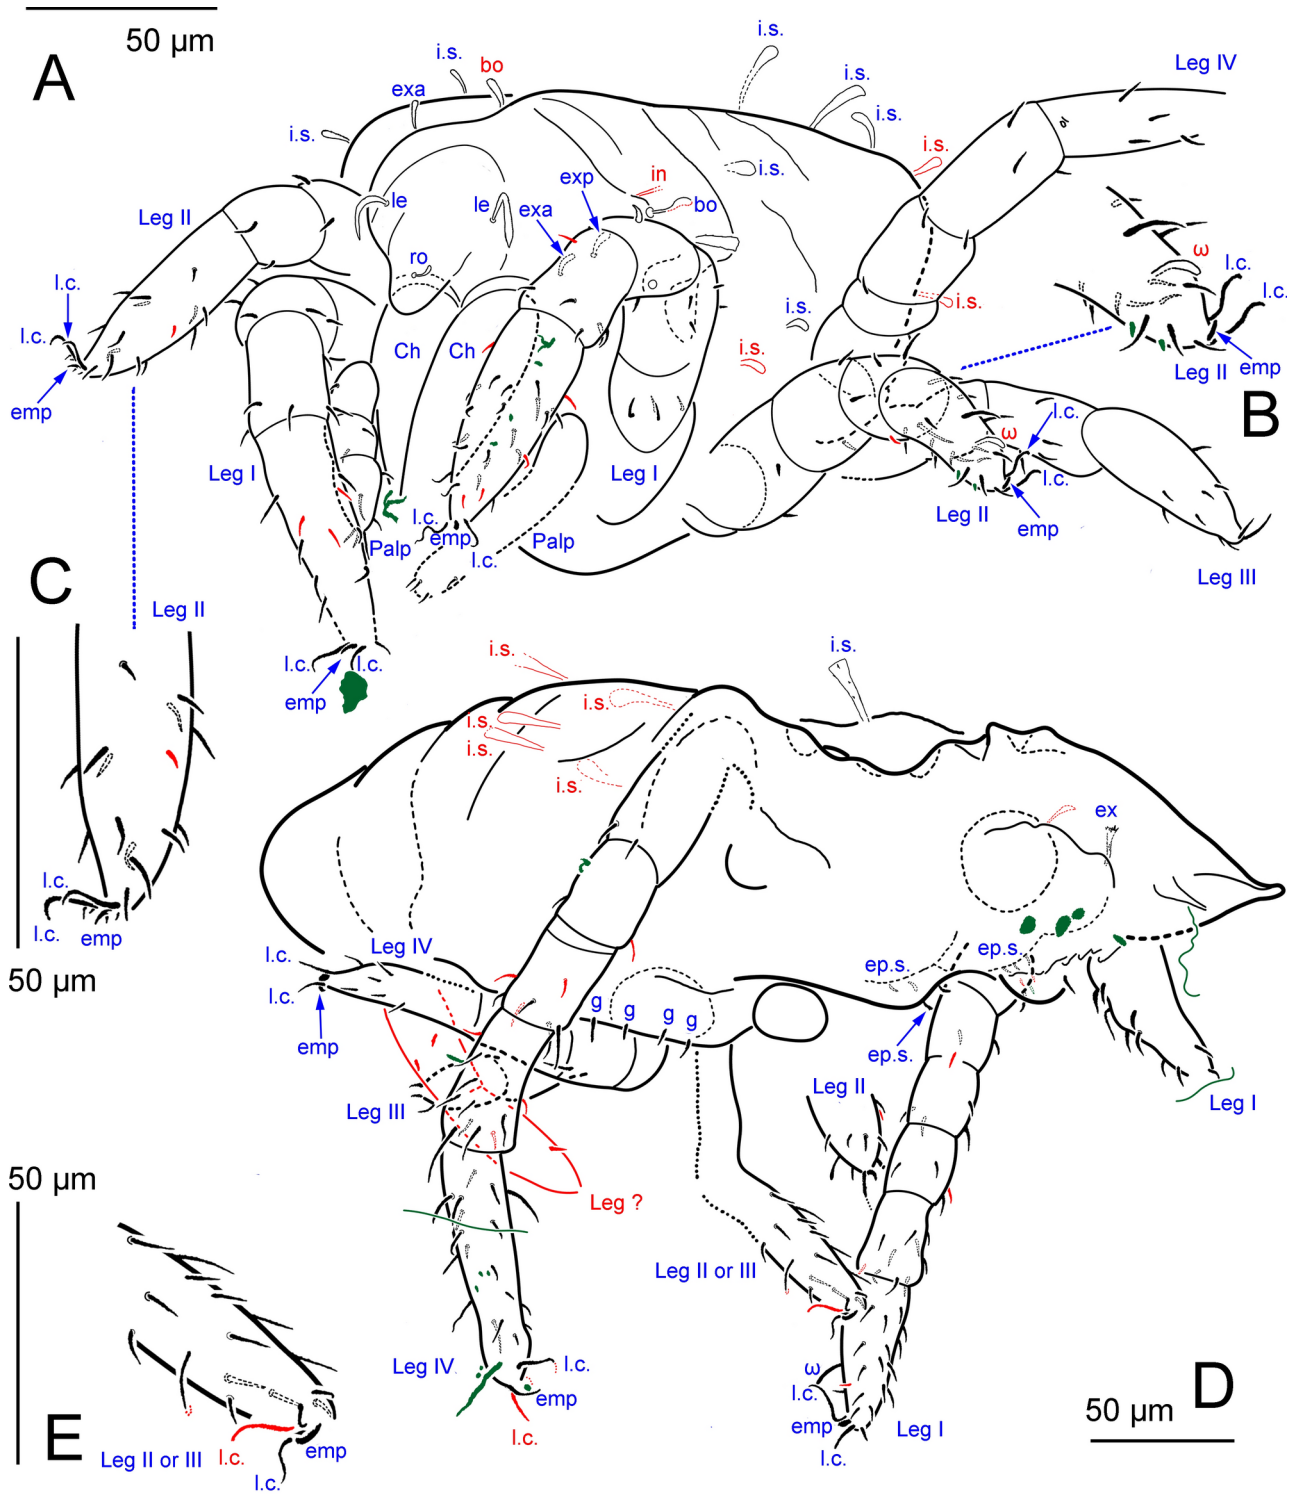 50 µm
A
i.s.
i.s.
bo
exa
i.s.
i.s.
i.s.
Leg IV
i.s.
i.s.
in
exp
bo
le
le
exa
Leg II
ro
ω
l.c.
l.c.
l.c.
i.s.
i.s.
l.c.
Ch
Ch
i.s.
emp
Leg II
emp
B
l.c.
ω
Leg I
Leg I
l.c.
l.c.
Leg II
emp
Palp
emp
l.c.
Palp
Leg III
C
Leg II
l.c.
l.c.
emp
i.s.
i.s.
i.s.
i.s.
i.s.
i.s.
ex
l.c.
l.c.
emp
50 µm
Leg IV
l.c.
l.c.
emp
g
g
g
g
ep.s.
ep.s.
ep.s.
Leg III
Leg II
Leg I
50 µm
Leg ?
Leg II or III
Leg IV
l.c.
emp
l.c.
ω
l.c.
emp
l.c.
Leg I
D
50 µm
E
Leg II or III
l.c.
emp
l.c.